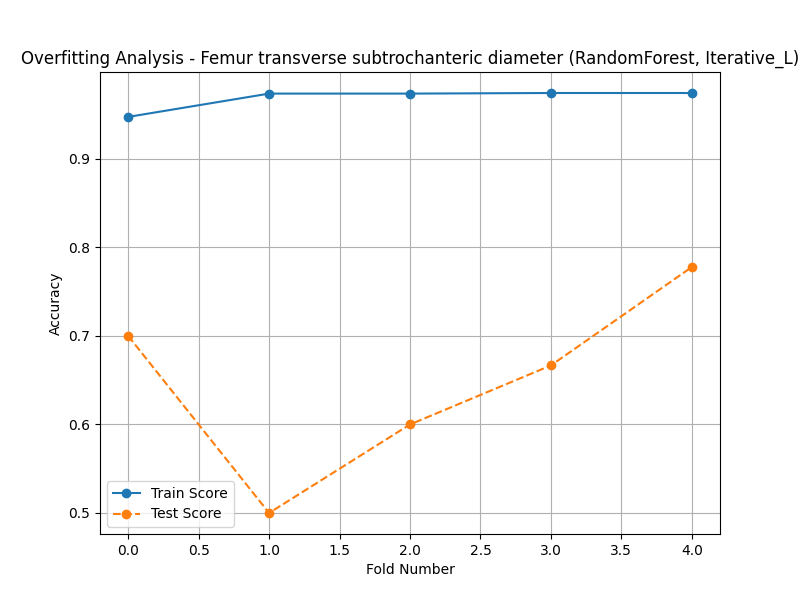 Overfitting Analysis - Femur transverse subtrochanteric diameter (RandomForest, Iterative_L)
0.9
0.8
0.7
0.6
0.5
Accuracy
Train Score
Test Score
0.0 0.5 1.0 1.5 2.0 2.5 3.0 3.5 4.0
Fold Number